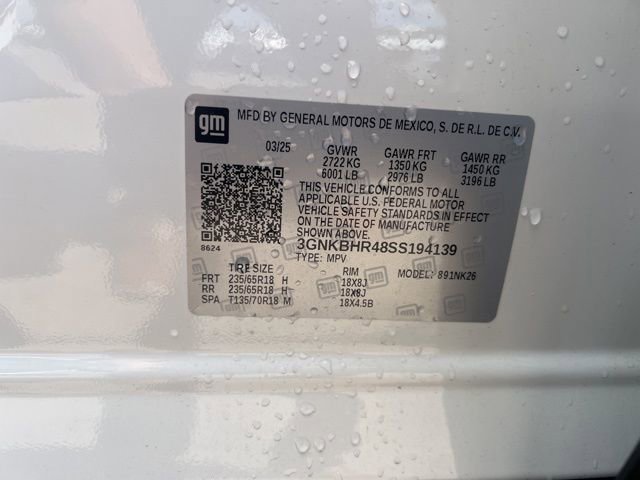 gm MFD BY GENERAL MOTORS DE MEXICO, S. DE R.L. DE C.V.
03/25 GVWR GAWR FRT GAWR RR
2722 KG 1350 KG 1450 KG
6001 LB 2976 LB 3196 LB
THIS VEHICLE CONFORMS TO ALL
APPLICABLE U.S. FEDERAL MOTOR
VEHICLE SAFETY STANDARDS IN EFFECT
ON THE DATE OF MANUFACTURE.
8624 3GNKBHR48SS194139
TYPE: MPV MODEL: 891NK26
TIRE SIZE RIM
FRT 235/65R18 H 18X8J
RR 235/65R18 H 18X8J
SPA T135/70R18 M 18X4.5B